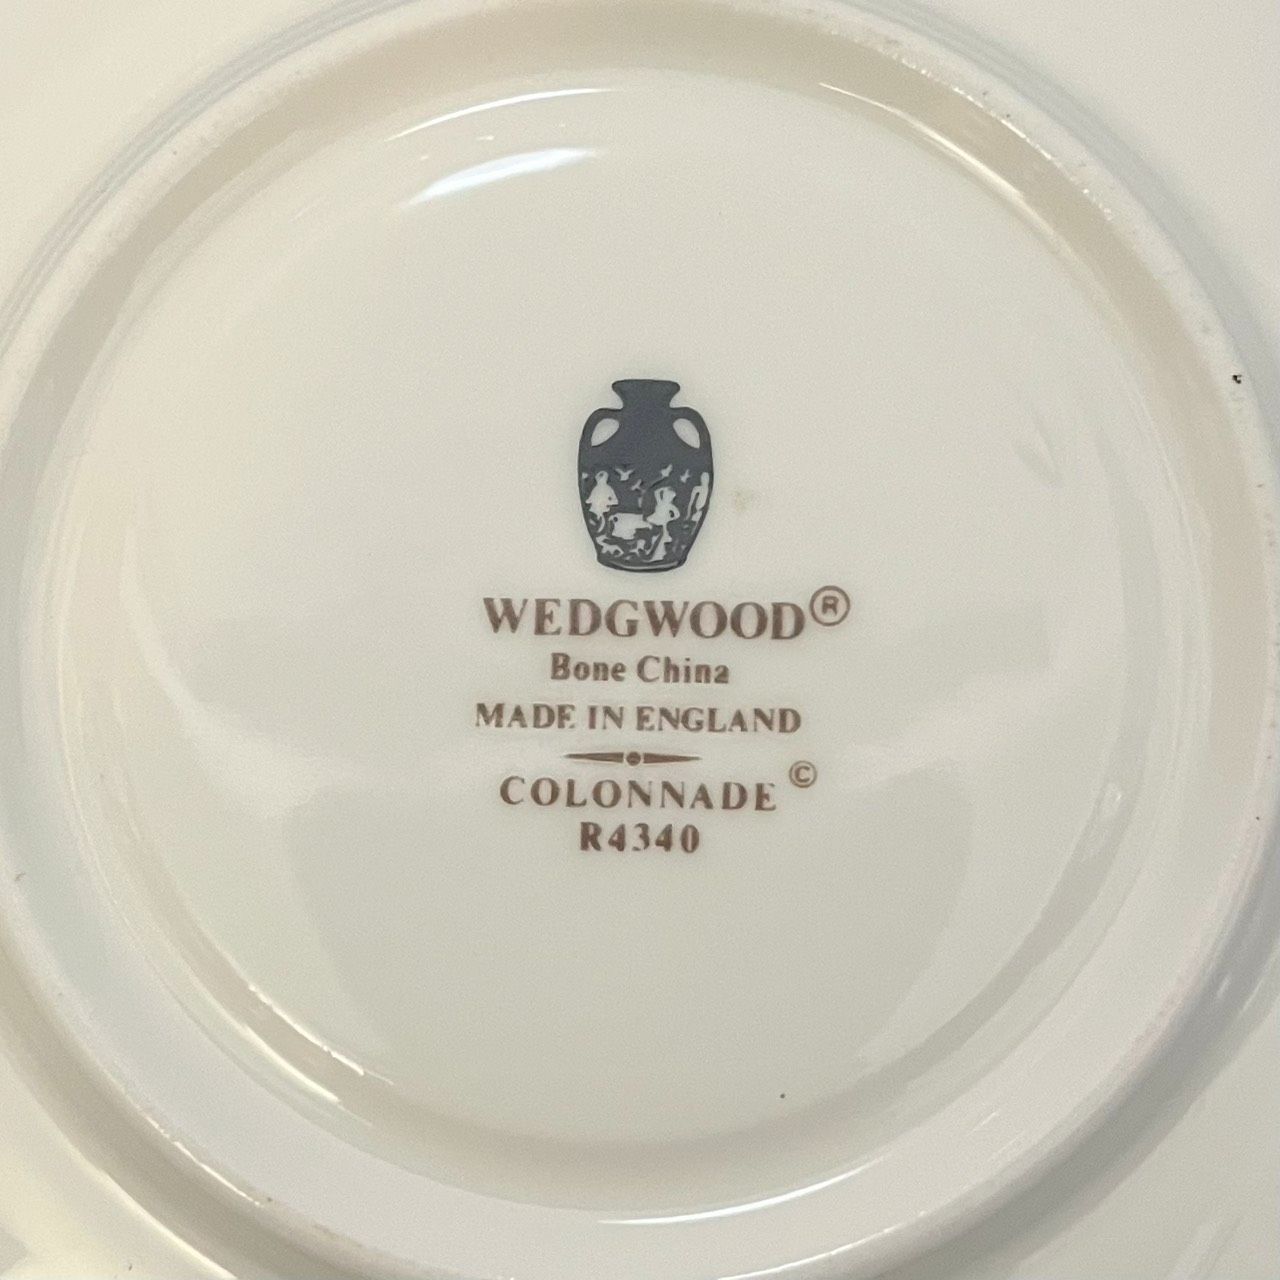 WEDGWOOD®
Bone China
MADE IN ENGLAND
COLONNADE ©
R4340